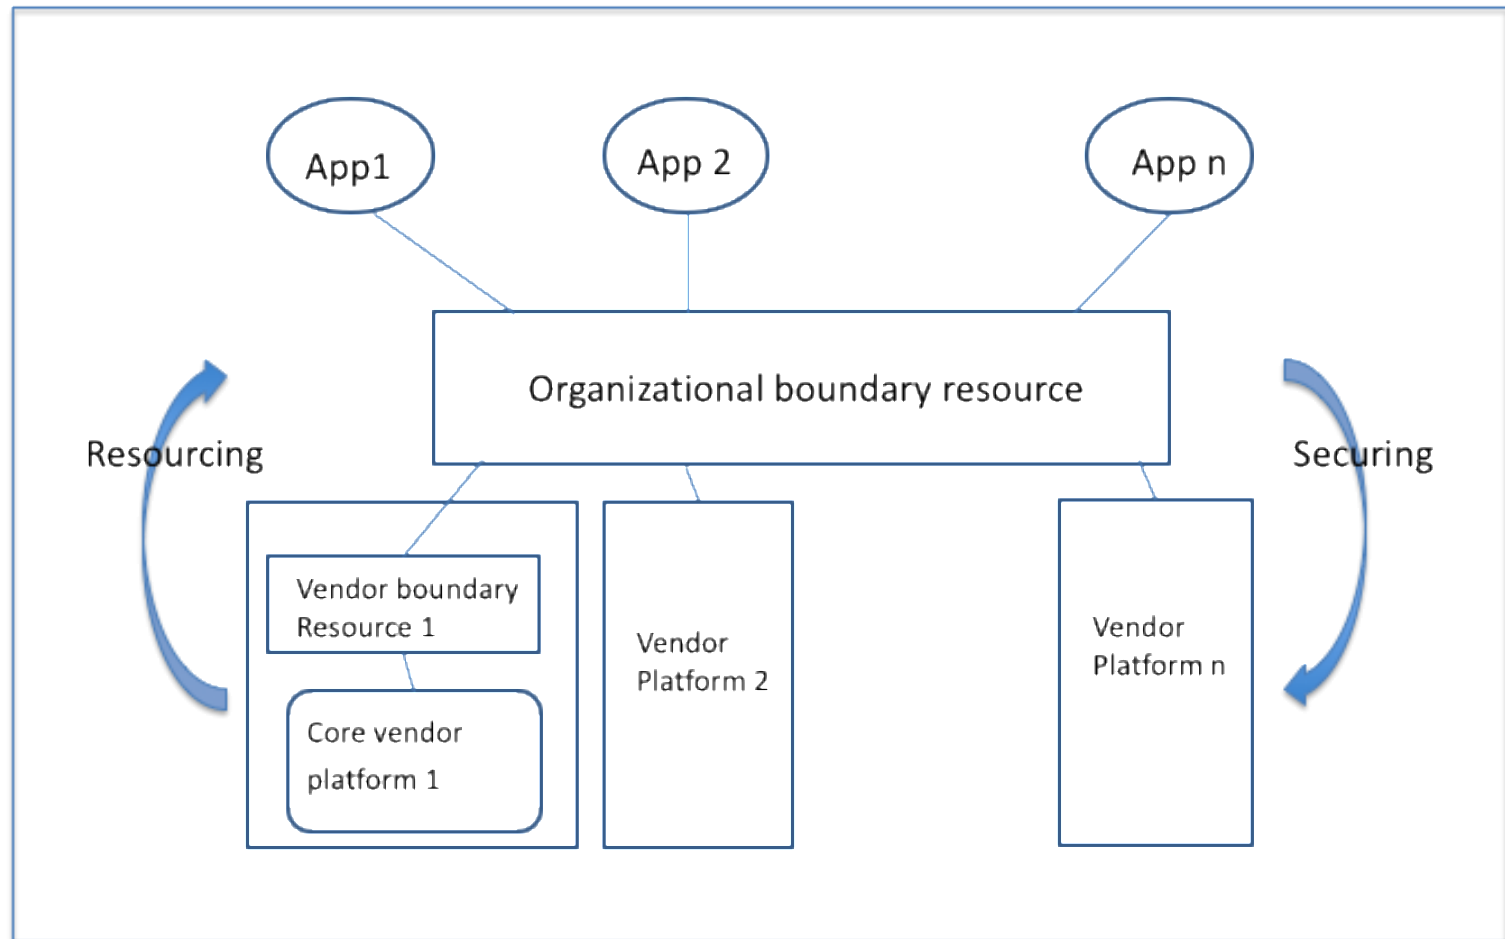 App1
App 2
App n
Organizational boundary resource
Resourcing
Securing
Vendor boundary
Resource 1
Core vendor
platform 1
Vendor
Platform 2
Vendor
Platform n